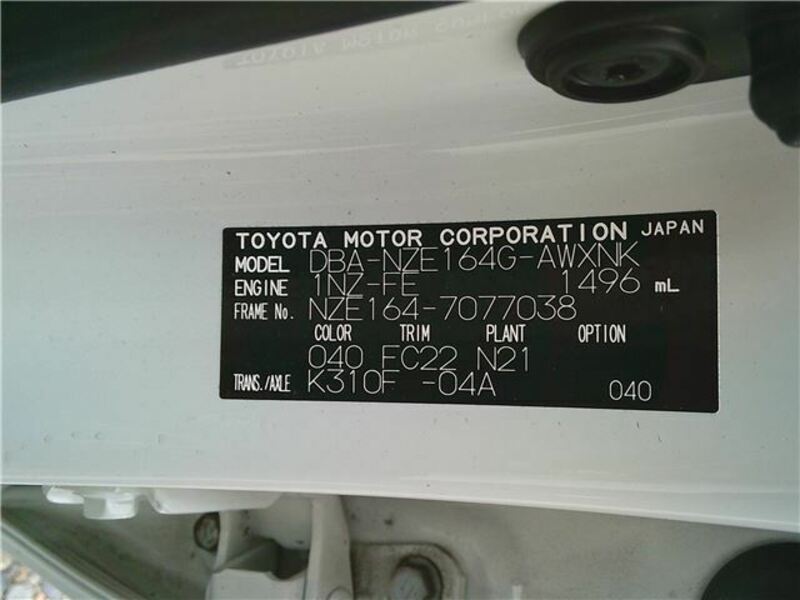 TOYOTA MOTOR CORPORATION JAPAN
MODEL DBA-NZE164G-AWXNK
ENGINE 1NZ-FE 1496 mL
FRAME No. NZE164-7077038
COLOR TRIM PLANT OPTION
040 FC22 N21
TRANS./AXLE K310F -04A 040